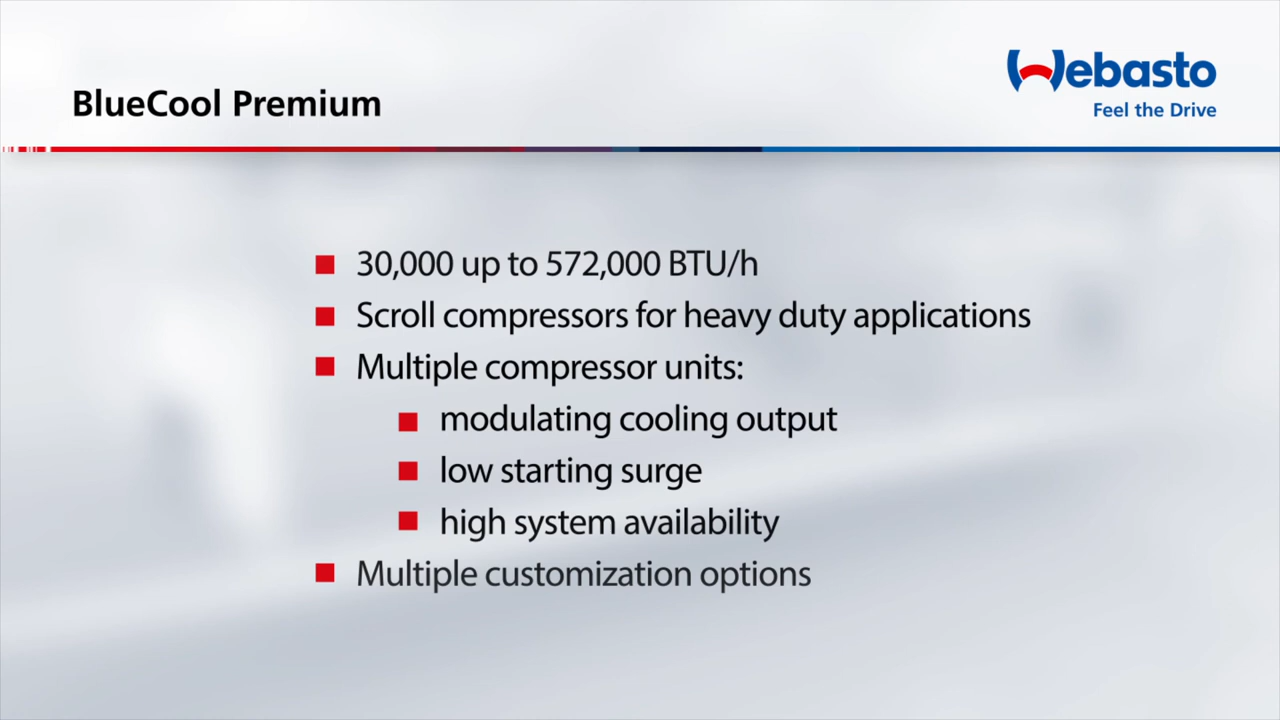 Webasto
Feel the Drive
BlueCool Premium
30,000 up to 572,000 BTU/h
Scroll compressors for heavy duty applications
Multiple compressor units:
modulating cooling output
low starting surge
high system availability
Multiple customization options